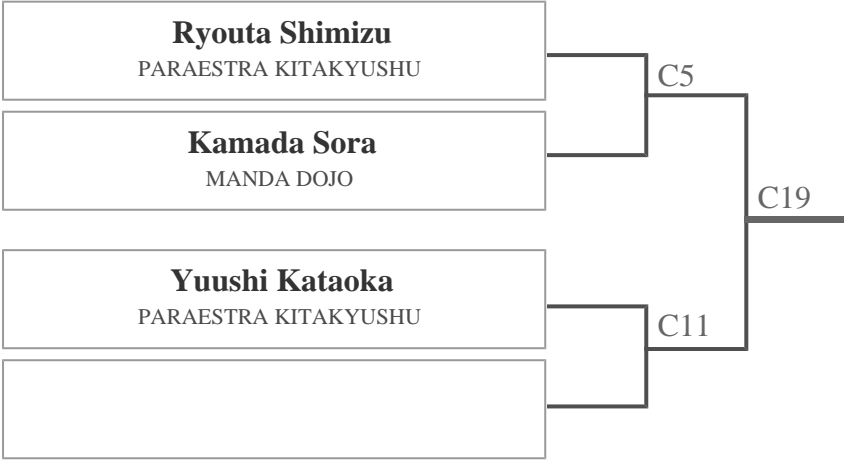 Ryouta Shimizu
PARAESTRA KITAKYUSHU
C5
Kamada Sora
MANDA DOJO
C19
Yuushi Kataoka
PARAESTRA KITAKYUSHU
C11